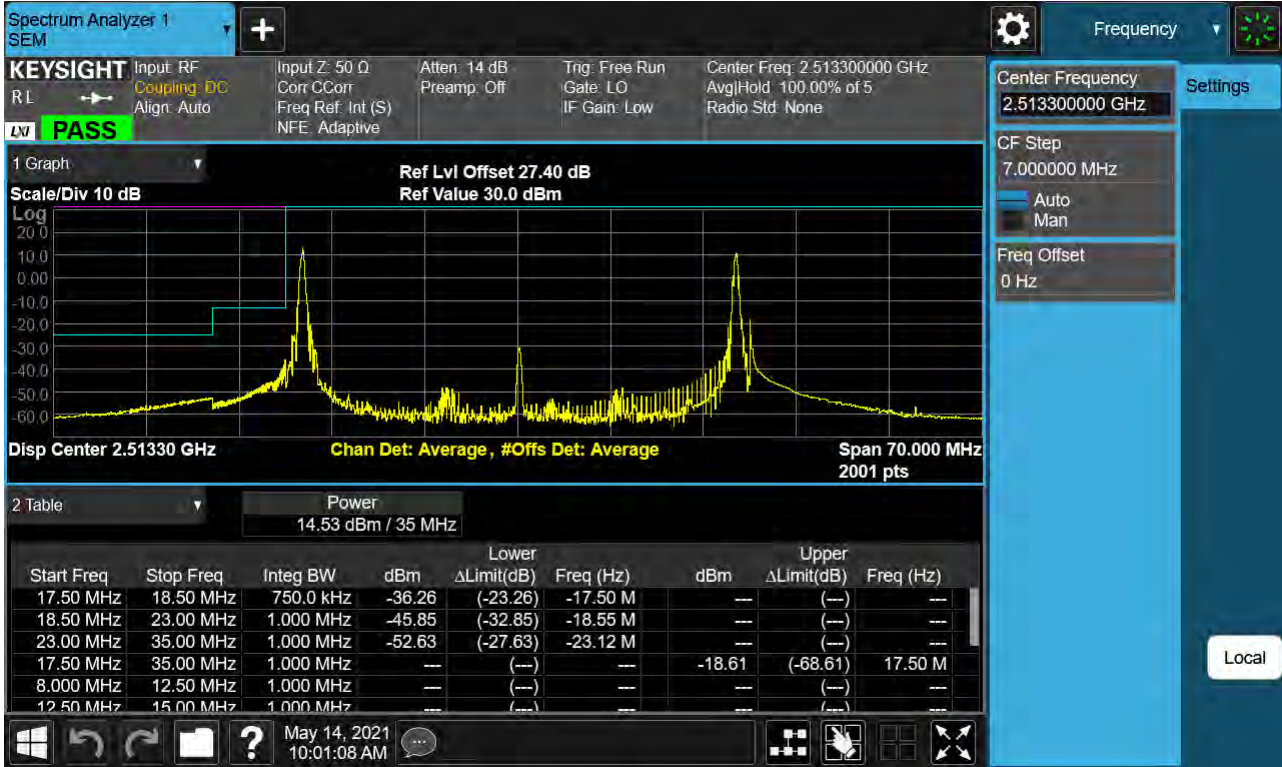 Spectrum Analyzer 1
SEM
+
Frequency
KEYSIGHT
R L
LXI
PASS
Input: RF
Coupling: DC
Align: Auto
Input Z: 50 Ω
Corr CCorr
Freq Ref: Int (S)
NFE: Adaptive
Atten: 14 dB
Preamp: Off
Trig: Free Run
Gate: LO
IF Gain: Low
Center Freq: 2.513300000 GHz
Avg|Hold: 100.00% of 5
Radio Std: None
Center Frequency
2.513300000 GHz
Settings
CF Step
7.000000 MHz
Auto
Man
Freq Offset
0 Hz
Local
1 Graph
Scale/Div 10 dB
Ref Lvl Offset 27.40 dB
Ref Value 30.0 dBm
Log
20.0
10.0
0.00
-10.0
-20.0
-30.0
-40.0
-50.0
-60.0
Disp Center 2.51330 GHz
Chan Det: Average, #Offs Det: Average
Span 70.000 MHz
2001 pts
2 Table
Power
14.53 dBm / 35 MHz
Lower Upper
Start Freq Stop Freq Integ BW dBm ΔLimit(dB) Freq (Hz) dBm ΔLimit(dB) Freq (Hz)
17.50 MHz 18.50 MHz 750.0 kHz -36.26 (-23.26) -17.50 M --- (---) ---
18.50 MHz 23.00 MHz 1.000 MHz -45.85 (-32.85) -18.55 M --- (---) ---
23.00 MHz 35.00 MHz 1.000 MHz -52.63 (-27.63) -23.12 M --- (---) ---
17.50 MHz 35.00 MHz 1.000 MHz --- (---) --- -18.61 (-68.61) 17.50 M
8.000 MHz 12.50 MHz 1.000 MHz --- (---) --- --- (---) ---
12.50 MHz 15.00 MHz 1.000 MHz --- (---) --- --- (---) ---
?
May 14, 2021
10:01:08 AM